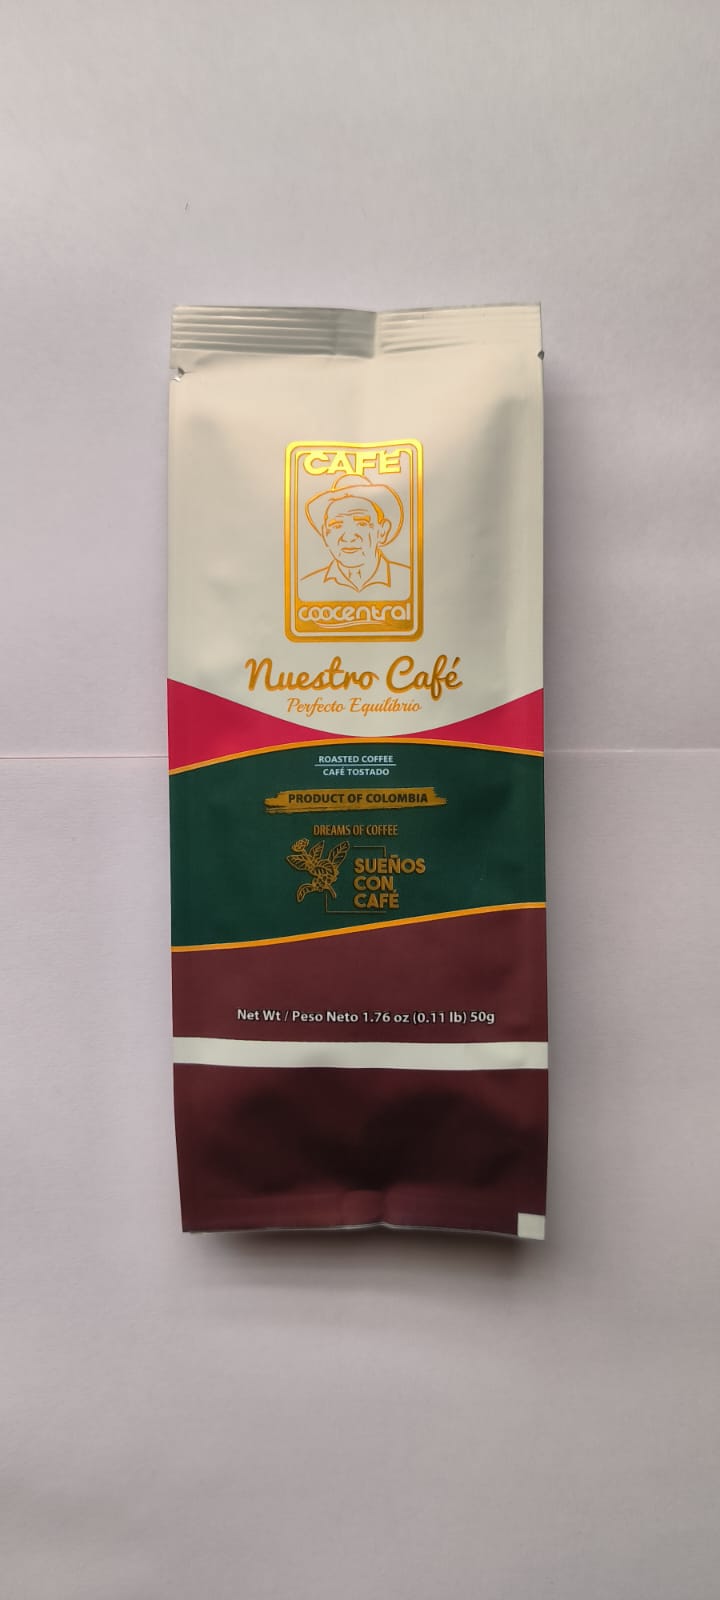 CAFÉ
coocentral
Nuestro Café
Perfecto Equilibrio
ROASTED COFFEE
CAFÉ TOSTADO
PRODUCT OF COLOMBIA
DREAMS OF COFFEE
SUEÑOS
CON
CAFÉ
Net Wt / Peso Neto 1.76 oz (0.11 lb) 50g